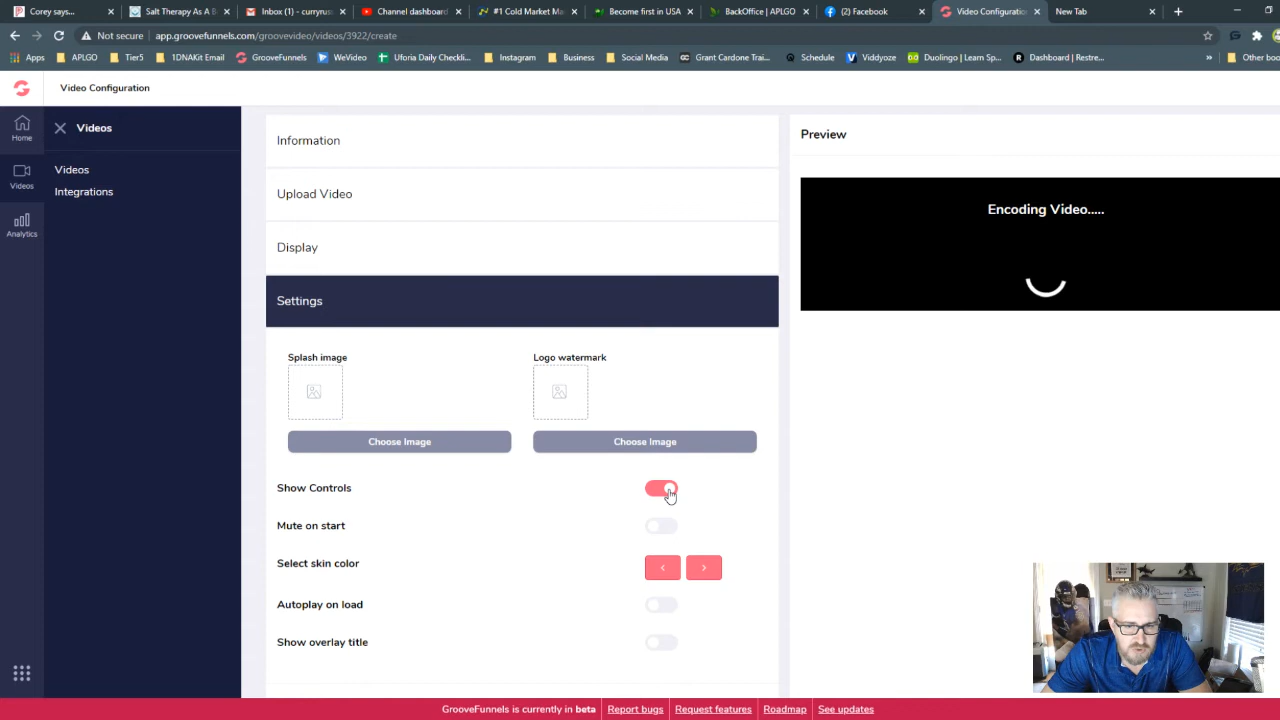 Corey says...
Salt Therapy As A B
Inbox (1) - curryrus
Channel dashboard
#1 Cold Market Ma
Become first in USA
BackOffice | APLGO
(2) Facebook
Video Configuration
New Tab
Not secure
app.groovefunnels.com/groovevideo/videos/3922/create
Apps
APLGO
Tier5
1DNAKit Email
GrooveFunnels
WeVideo
Uforia Daily Checkli...
Instagram
Business
Social Media
Grant Cardone Trai...
Schedule
Viddyoze
Duolingo | Learn Sp...
Dashboard | Restre...
»
Other boo
Video Configuration
Home
Videos
Analytics
Videos
Videos
Integrations
Information
Upload Video
Display
Settings
Splash image
Logo watermark
Choose Image
Choose Image
Show Controls
Mute on start
Select skin color
Autoplay on load
Show overlay title
Preview
Encoding Video.....
GrooveFunnels is currently in beta
Report bugs
Request features
Roadmap
See updates